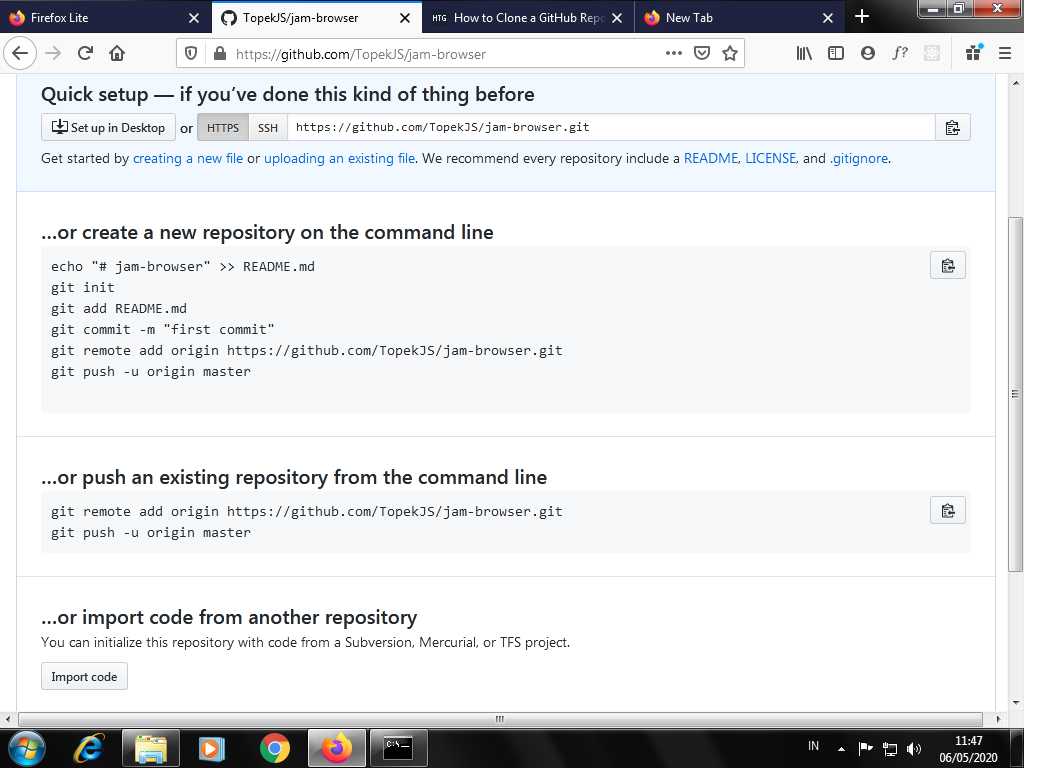 Firefox Lite
TopekJS/jam-browser
HTG How to Clone a GitHub Repo
New Tab
https://github.com/TopekJS/jam-browser
Quick setup — if you've done this kind of thing before
Set up in Desktop or HTTPS SSH https://github.com/TopekJS/jam-browser.git
Get started by creating a new file or uploading an existing file. We recommend every repository include a README, LICENSE, and .gitignore.
...or create a new repository on the command line
echo "# jam-browser" >> README.md
git init
git add README.md
git commit -m "first commit"
git remote add origin https://github.com/TopekJS/jam-browser.git
git push -u origin master
...or push an existing repository from the command line
git remote add origin https://github.com/TopekJS/jam-browser.git
git push -u origin master
...or import code from another repository
You can initialize this repository with code from a Subversion, Mercurial, or TFS project.
Import code
C:\_
IN
11:47
06/05/2020